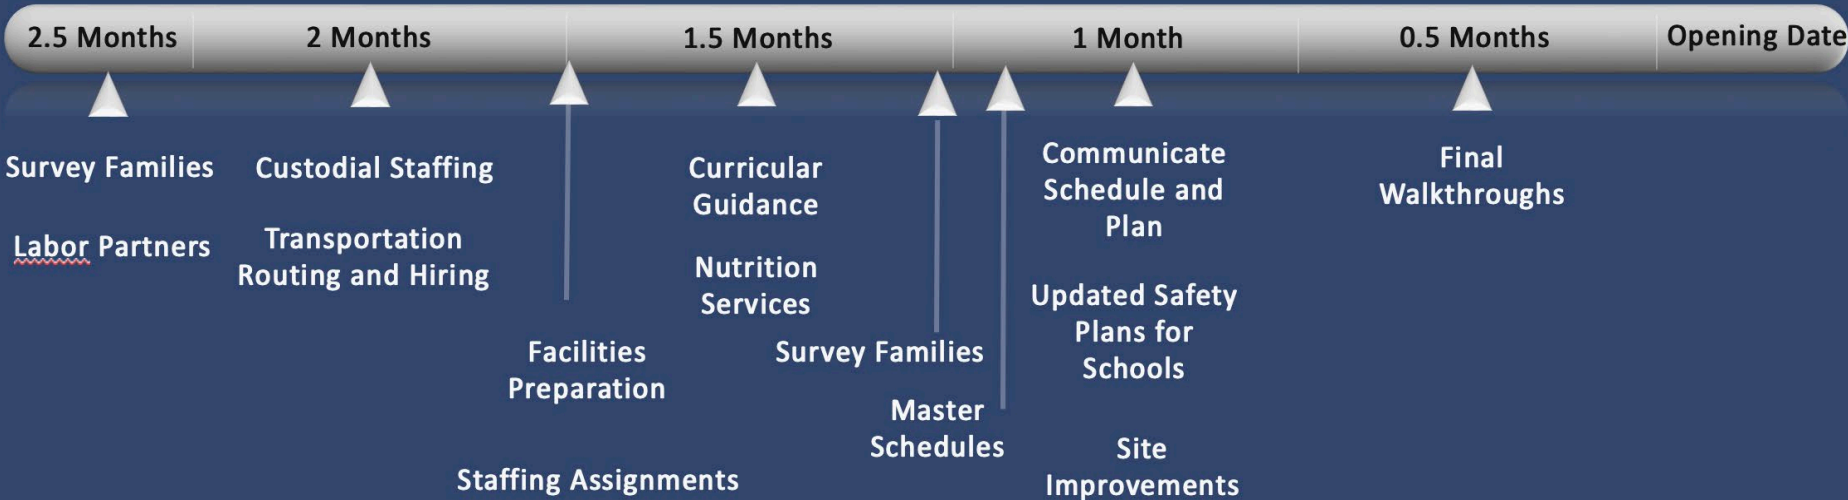 2.5 Months
2 Months
1.5 Months
1 Month
0.5 Months
Opening Date
Survey Families
Labor Partners
Custodial Staffing
Transportation
Routing and Hiring
Facilities
Preparation
Staffing Assignments
Curricular
Guidance
Nutrition
Services
Survey Families
Master
Schedules
Communicate
Schedule and
Plan
Updated Safety
Plans for
Schools
Site
Improvements
Final
Walkthroughs